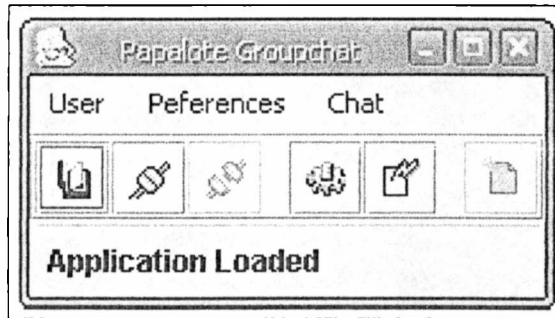 Papalote Groupchat
User Peferences Chat
Application Loaded